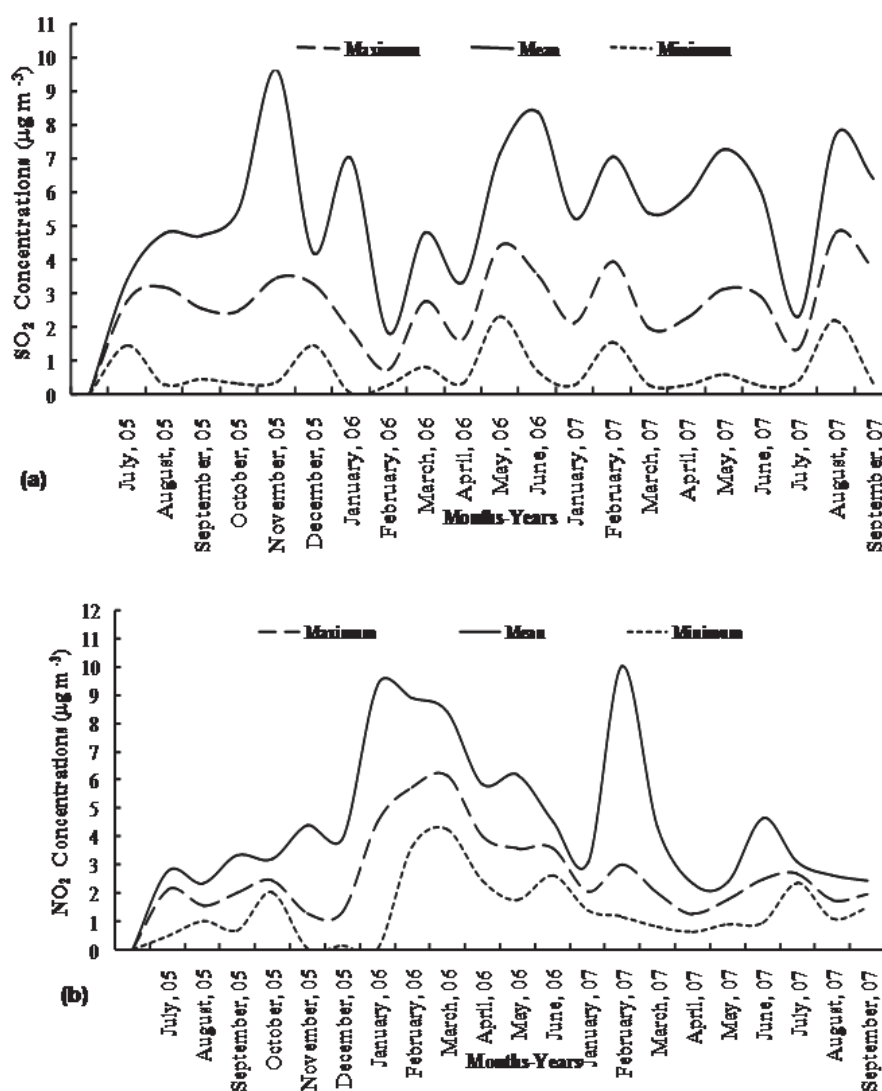 11
10
9
8
7
6
5
4
3
2
1
0
SO₂ Concentrations (µg m⁻³)
Maximum Mean Minimum
July, 05
August, 05
September, 05
October, 05
November, 05
December, 05
January, 06
February, 06
March, 06
April, 06
May, 06
June, 06
January, 07
February, 07
March, 07
April, 07
May, 07
June, 07
July, 07
August, 07
September, 07
(a)
Months-Years
12
11
10
9
8
7
6
5
4
3
2
1
0
NO₂ Concentrations (µg m⁻³)
Maximum Mean Minimum
July, 05
August, 05
September, 05
October, 05
November, 05
December, 05
January, 06
February, 06
March, 06
April, 06
May, 06
June, 06
January, 07
February, 07
March, 07
April, 07
May, 07
June, 07
July, 07
August, 07
September, 07
(b)
Months-Years